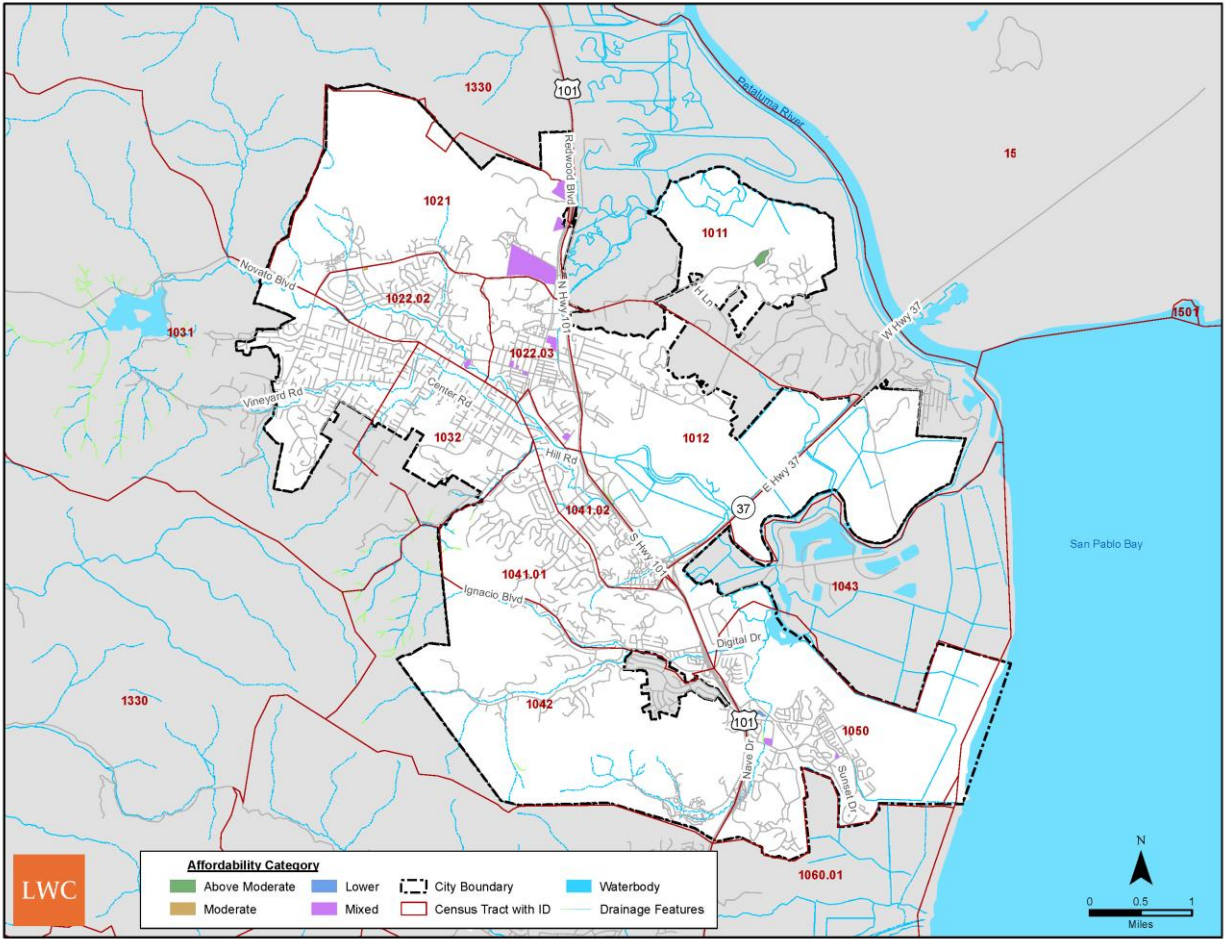 1330
101
Petaluma River
15
Redwood Blvd
1021
1011
Novato Blvd
N Hwy 101
H Ln
W Hwy 37
1022.02
1501
1031
1022.03
Vineyard Rd
Center Rd
1032
1012
Hill Rd
E Hwy 37
1041.02
37
S Hwy 101
San Pablo Bay
1041.01
1043
Ignacio Blvd
Digital Dr
1330
1042
101
1050
Nave Dr
Sunset Dr
1060.01
N
0 0.5 1
Miles
LWC
Affordability Category
Above Moderate
Lower
City Boundary
Waterbody
Moderate
Mixed
Census Tract with ID
Drainage Features